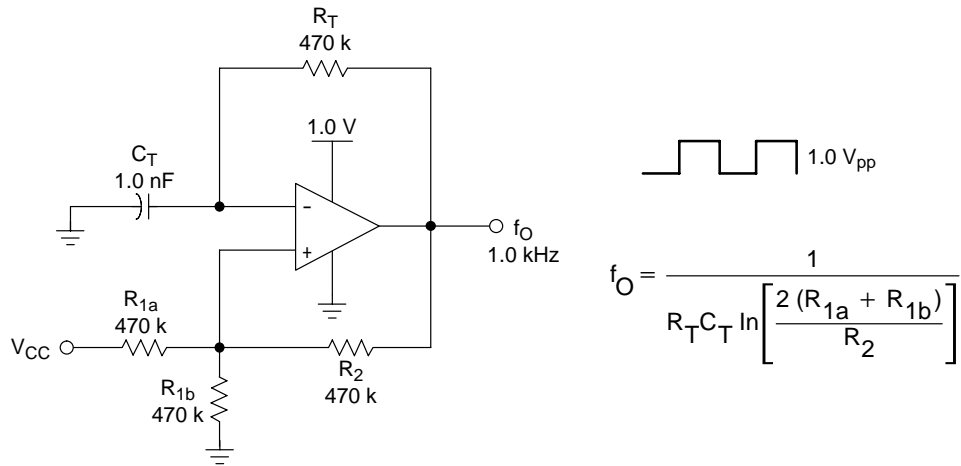 R_T
470 k
1.0 V
C_T
1.0 nF
-
+
f_O
1.0 kHz
R_1a
470 k
V_CC
R_2
470 k
R_1b
470 k
1.0 V_pp
f_O = 1 / R_T C_T ln [ 2 (R_1a + R_1b) / R_2 ]